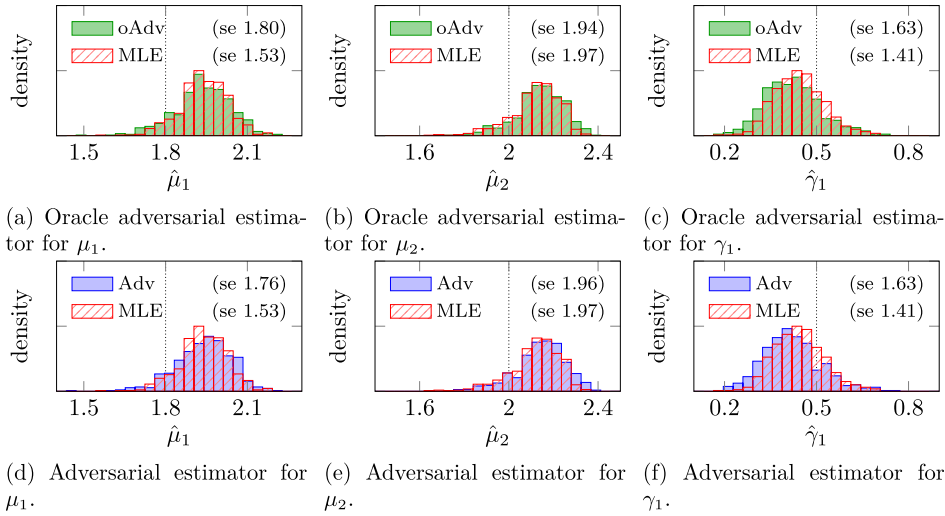 density
oAdv (se 1.80)
MLE (se 1.53)
1.5 1.8 2.1
μ̂₁
(a) Oracle adversarial estima-
tor for μ₁.
density
oAdv (se 1.94)
MLE (se 1.97)
1.6 2 2.4
μ̂₂
(b) Oracle adversarial estima-
tor for μ₂.
density
oAdv (se 1.63)
MLE (se 1.41)
0.2 0.5 0.8
γ̂₁
(c) Oracle adversarial estima-
tor for γ₁.
density
Adv (se 1.76)
MLE (se 1.53)
1.5 1.8 2.1
μ̂₁
(d) Adversarial estimator for
μ₁.
density
Adv (se 1.96)
MLE (se 1.97)
1.6 2 2.4
μ̂₂
(e) Adversarial estimator for
μ₂.
density
Adv (se 1.63)
MLE (se 1.41)
0.2 0.5 0.8
γ̂₁
(f) Adversarial estimator for
γ₁.